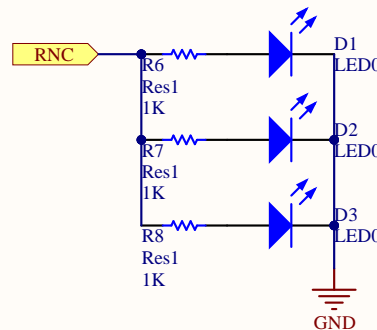 RNC
R6
Res1
1K
D1
LED0
R7
Res1
1K
D2
LED0
R8
Res1
1K
D3
LED0
GND